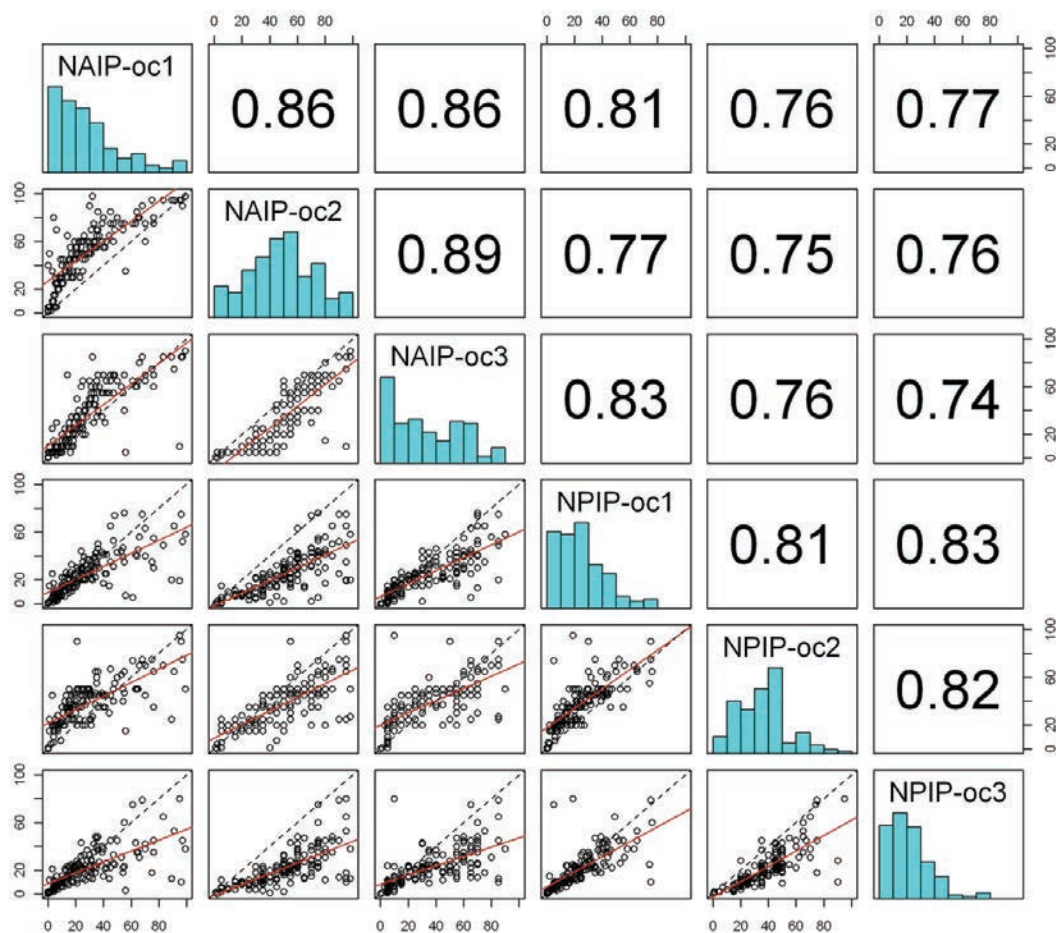 0 20 40 60 80 0 20 40 60 80 0 20 40 60 80
NAIP-oc1 0.86 0.86 0.81 0.76 0.77 0 20 60 100
0 20 60 100 NAIP-oc2 0.89 0.77 0.75 0.76
NAIP-oc3 0.83 0.76 0.74 0 20 60 100
0 20 60 100 NPIP-oc1 0.81 0.83
NPIP-oc2 0.82 0 20 60 100
0 20 60 100 NPIP-oc3
0 20 40 60 80 0 20 40 60 80 0 20 40 60 80